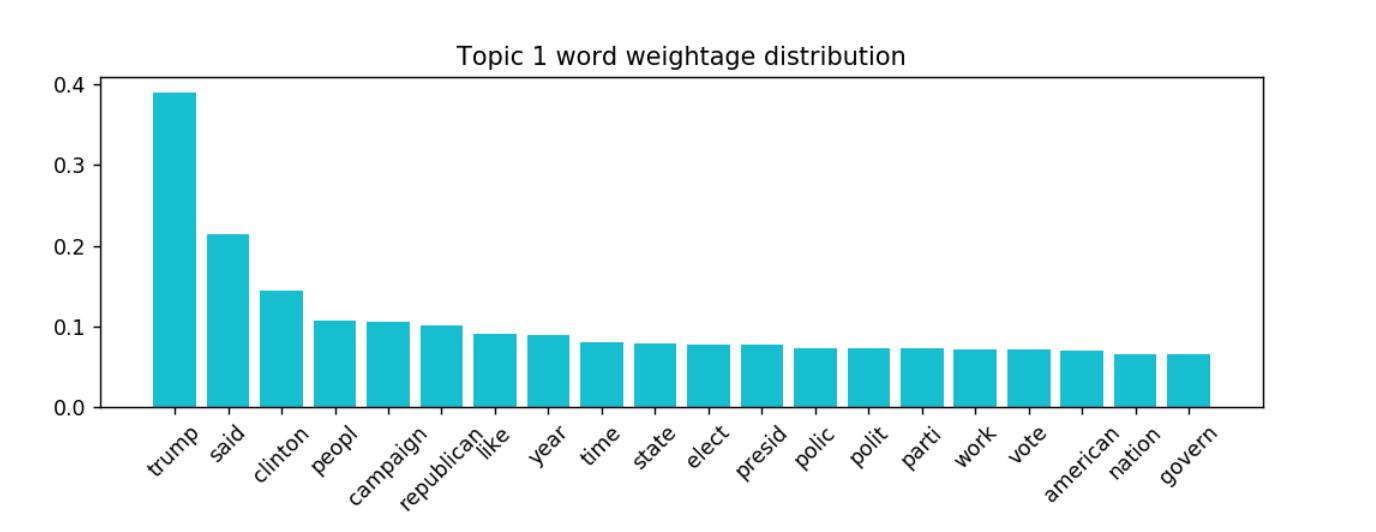 Topic 1 word weightage distribution
0.4
0.3
0.2
0.1
0.0
trump
said
clinton
peopl
campaign
republican
like
year
time
state
elect
presid
polic
polit
parti
work
vote
american
nation
govern